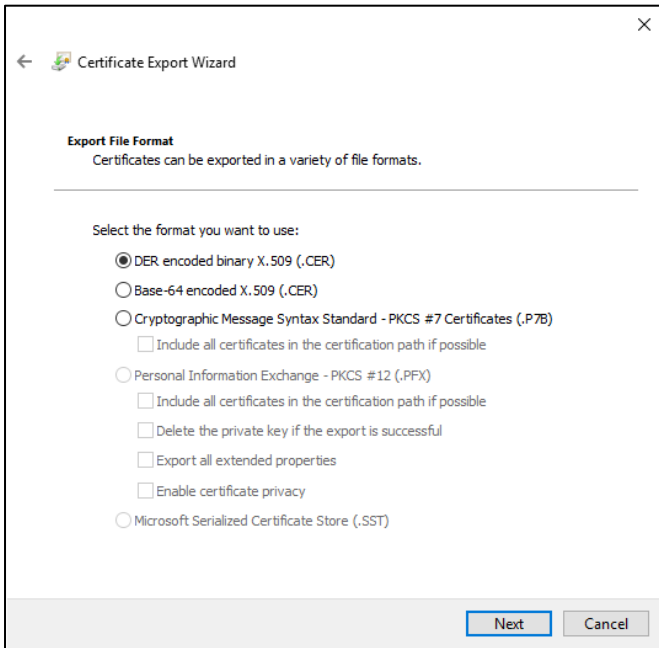 Certificate Export Wizard
Export File Format
Certificates can be exported in a variety of file formats.
Select the format you want to use:
DER encoded binary X.509 (.CER)
Base-64 encoded X.509 (.CER)
Cryptographic Message Syntax Standard - PKCS #7 Certificates (.P7B)
Include all certificates in the certification path if possible
Personal Information Exchange - PKCS #12 (.PFX)
Include all certificates in the certification path if possible
Delete the private key if the export is successful
Export all extended properties
Enable certificate privacy
Microsoft Serialized Certificate Store (.SST)
Next Cancel